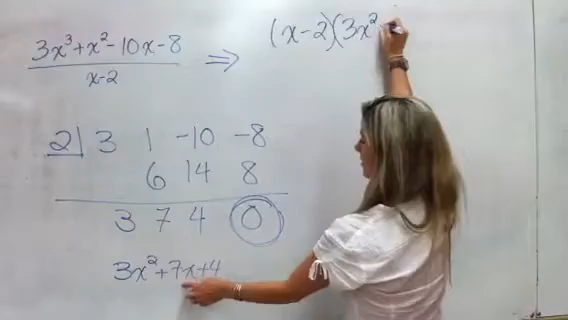 3x³+x²-10x-8
x-2
⇒ (x-2)(3x²
2| 3 1 -10 -8
6 14 8
3 7 4 0
3x²+7x+4